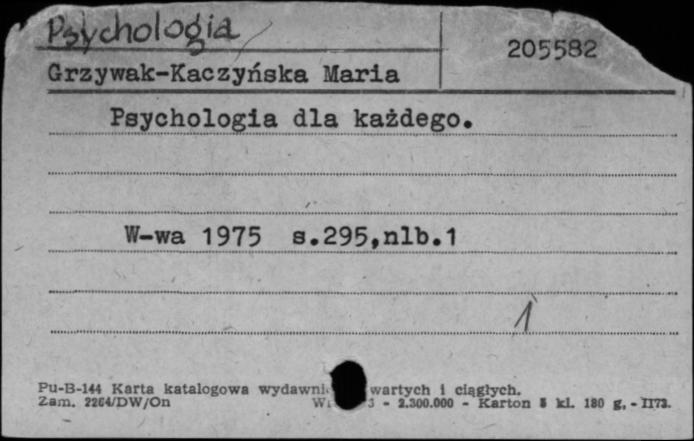 Psychologia
205582
Grzywak-Kaczyńska Maria
Psychologia dla każdego.
W-wa 1975 s.295,nlb.1
1
Pu-B-144 Karta katalogowa wydawni wartych i ciągłych.
Zam. 2264/DW/On 3 - 2.300.000 - Karton kl. 180 g. - II73.